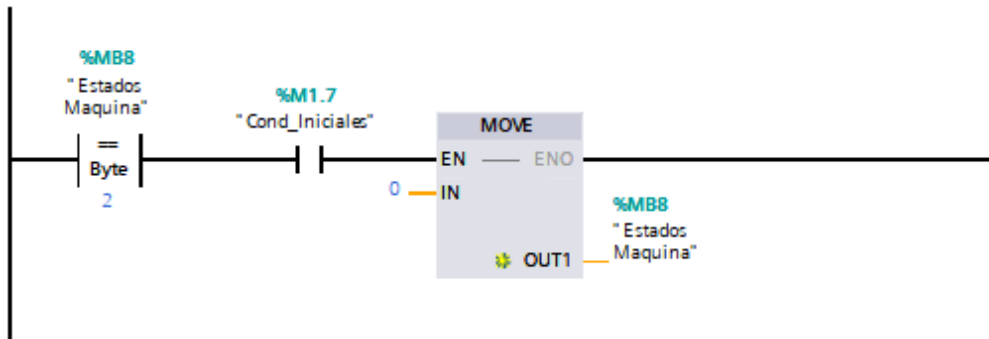 %MB8
"Estados
Maquina"
==
Byte
2
%M1.7
"Cond_Iniciales"
MOVE
EN ENO
0 IN
OUT1
%MB8
"Estados
Maquina"